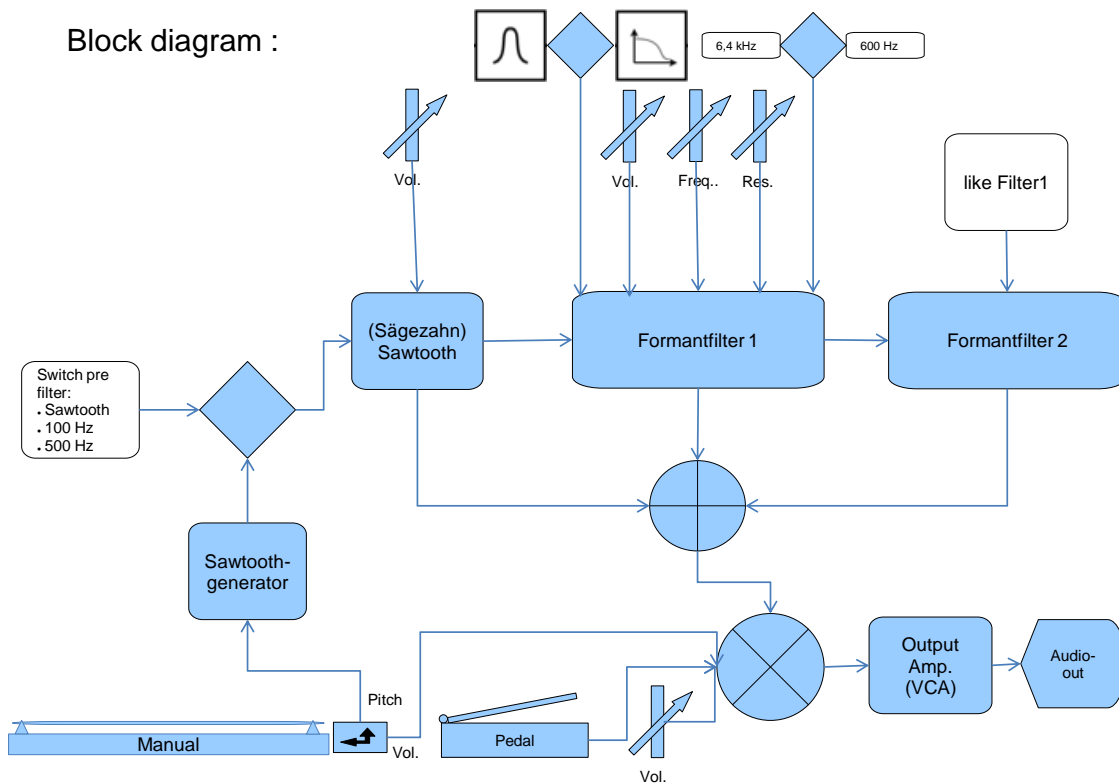 Block diagram :
6,4 kHz
600 Hz
Vol.
Vol.
Freq..
Res.
like Filter1
(Sägezahn)
Sawtooth
Formantfilter 1
Formantfilter 2
Switch pre
filter:
• Sawtooth
• 100 Hz
• 500 Hz
Sawtooth-
generator
Output
Amp.
(VCA)
Audio-
out
Pitch
Manual
Vol.
Pedal
Vol.